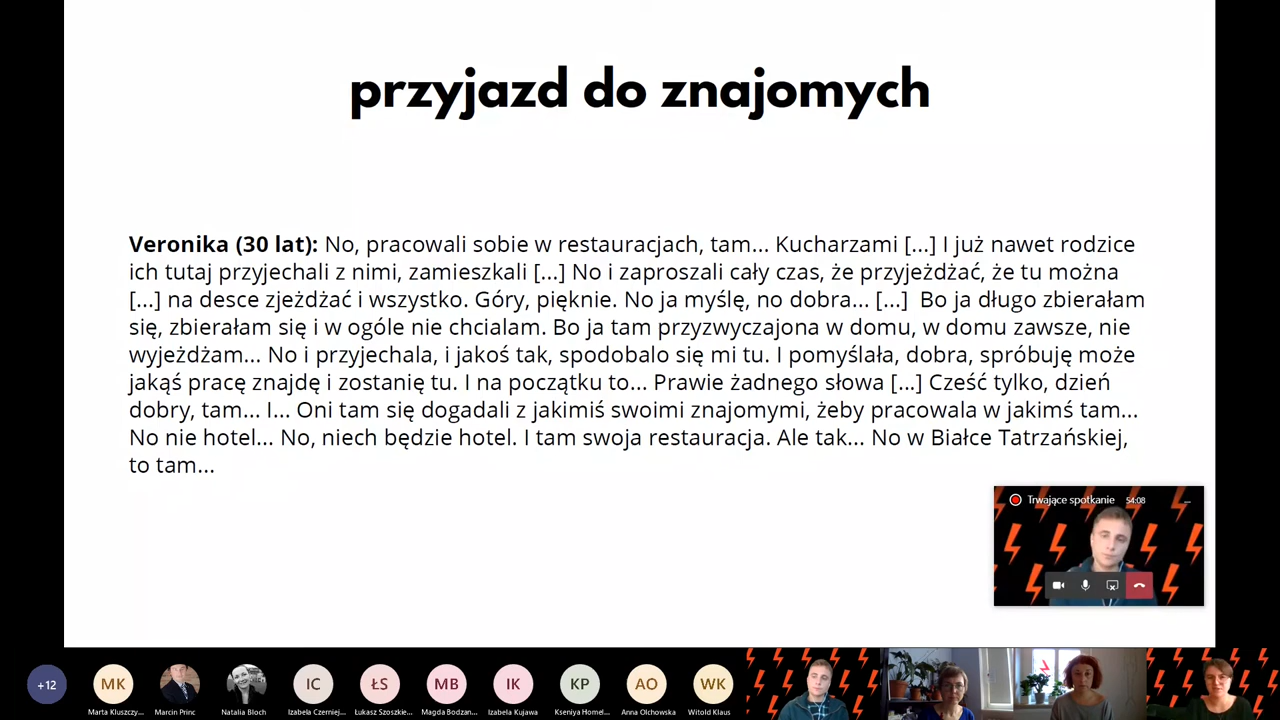 przyjazd do znajomych
Veronika (30 lat): No, pracowali sobie w restauracjach, tam... Kucharzami [...] I już nawet rodzice
ich tutaj przyjechali z nimi, zamieszkali [...] No i zaproszali cały czas, że przyjeżdżać, że tu można
[...] na desce zjeżdżać i wszystko. Góry, pięknie. No ja myślę, no dobra... [...] Bo ja długo zbierałam
się, zbierałam się i w ogóle nie chcialam. Bo ja tam przyzwyczajona w domu, w domu zawsze, nie
wyjeżdżam... No i przyjechala, i jakoś tak, spodobalo się mi tu. I pomyślała, dobra, spróbuję może
jakąś pracę znajdę i zostanię tu. I na początku to... Prawie żadnego słowa [...] Cześć tylko, dzień
dobry, tam... I... Oni tam się dogadali z jakimiś swoimi znajomymi, żeby pracowala w jakimś tam...
No nie hotel... No, niech będzie hotel. I tam swoja restauracja. Ale tak... No w Białce Tatrzańskiej,
to tam...
Trwające spotkanie 54:08 ...
+12 MK IC ŁS MB IK KP AO WK
Marta Kluszczy... Marcin Princ Natalia Bloch Izabela Czerniej... Łukasz Szoszkie... Magda Bodzan... Izabela Kujawa Kseniya Homel... Anna Olchowska Witold Klaus